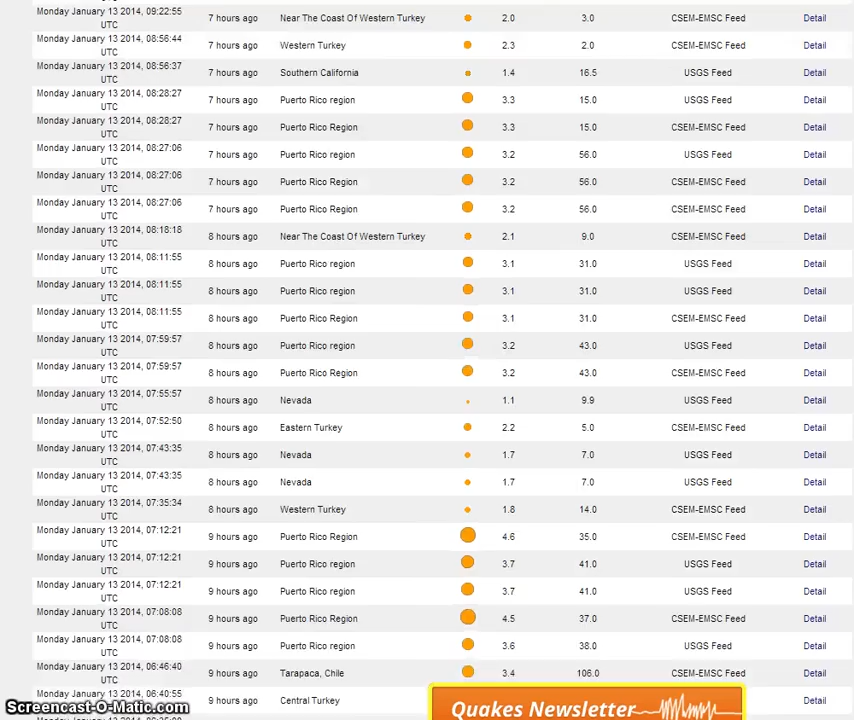 Monday January 13 2014, 09:22:55 UTC 7 hours ago Near The Coast Of Western Turkey 2.0 3.0 CSEM-EMSC Feed Detail
Monday January 13 2014, 08:56:44 UTC 7 hours ago Western Turkey 2.3 2.0 CSEM-EMSC Feed Detail
Monday January 13 2014, 08:56:37 UTC 7 hours ago Southern California 1.4 16.5 USGS Feed Detail
Monday January 13 2014, 08:28:27 UTC 7 hours ago Puerto Rico region 3.3 15.0 USGS Feed Detail
Monday January 13 2014, 08:28:27 UTC 7 hours ago Puerto Rico Region 3.3 15.0 CSEM-EMSC Feed Detail
Monday January 13 2014, 08:27:06 UTC 7 hours ago Puerto Rico region 3.2 56.0 USGS Feed Detail
Monday January 13 2014, 08:27:06 UTC 7 hours ago Puerto Rico Region 3.2 56.0 CSEM-EMSC Feed Detail
Monday January 13 2014, 08:27:06 UTC 7 hours ago Puerto Rico Region 3.2 56.0 CSEM-EMSC Feed Detail
Monday January 13 2014, 08:18:18 UTC 8 hours ago Near The Coast Of Western Turkey 2.1 9.0 CSEM-EMSC Feed Detail
Monday January 13 2014, 08:11:55 UTC 8 hours ago Puerto Rico region 3.1 31.0 USGS Feed Detail
Monday January 13 2014, 08:11:55 UTC 8 hours ago Puerto Rico region 3.1 31.0 USGS Feed Detail
Monday January 13 2014, 08:11:55 UTC 8 hours ago Puerto Rico Region 3.1 31.0 CSEM-EMSC Feed Detail
Monday January 13 2014, 07:59:57 UTC 8 hours ago Puerto Rico region 3.2 43.0 USGS Feed Detail
Monday January 13 2014, 07:59:57 UTC 8 hours ago Puerto Rico Region 3.2 43.0 CSEM-EMSC Feed Detail
Monday January 13 2014, 07:55:57 UTC 8 hours ago Nevada 1.1 9.9 USGS Feed Detail
Monday January 13 2014, 07:52:50 UTC 8 hours ago Eastern Turkey 2.2 5.0 CSEM-EMSC Feed Detail
Monday January 13 2014, 07:43:35 UTC 8 hours ago Nevada 1.7 7.0 USGS Feed Detail
Monday January 13 2014, 07:43:35 UTC 8 hours ago Nevada 1.7 7.0 USGS Feed Detail
Monday January 13 2014, 07:35:34 UTC 8 hours ago Western Turkey 1.8 14.0 CSEM-EMSC Feed Detail
Monday January 13 2014, 07:12:21 UTC 9 hours ago Puerto Rico Region 4.6 35.0 CSEM-EMSC Feed Detail
Monday January 13 2014, 07:12:21 UTC 9 hours ago Puerto Rico region 3.7 41.0 USGS Feed Detail
Monday January 13 2014, 07:12:21 UTC 9 hours ago Puerto Rico region 3.7 41.0 USGS Feed Detail
Monday January 13 2014, 07:08:08 UTC 9 hours ago Puerto Rico Region 4.5 37.0 CSEM-EMSC Feed Detail
Monday January 13 2014, 07:08:08 UTC 9 hours ago Puerto Rico region 3.6 38.0 USGS Feed Detail
Monday January 13 2014, 06:46:40 UTC 9 hours ago Tarapaca, Chile 3.4 106.0 CSEM-EMSC Feed Detail
Monday January 13 2014, 06:40:55 9 hours ago Central Turkey Detail
Screencast-O-Matic.com
Quakes Newsletter